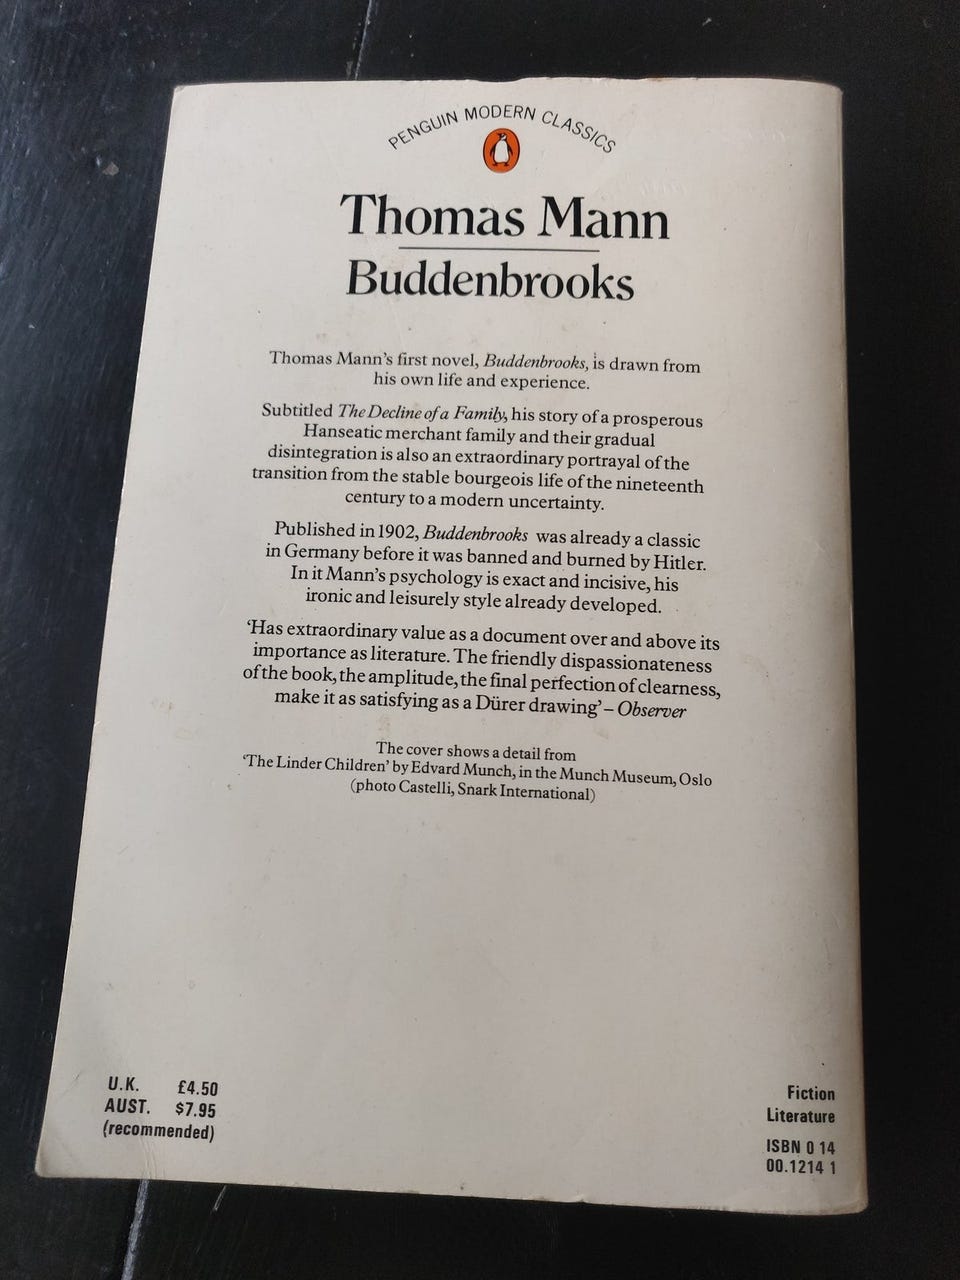 PENGUIN MODERN CLASSICS
Thomas Mann
Buddenbrooks
Thomas Mann's first novel, Buddenbrooks, is drawn from
his own life and experience.
Subtitled The Decline of a Family, his story of a prosperous
Hanseatic merchant family and their gradual
disintegration is also an extraordinary portrayal of the
transition from the stable bourgeois life of the nineteenth
century to a modern uncertainty.
Published in 1902, Buddenbrooks was already a classic
in Germany before it was banned and burned by Hitler.
In it Mann's psychology is exact and incisive, his
ironic and leisurely style already developed.
'Has extraordinary value as a document over and above its
importance as literature. The friendly dispassionateness
of the book, the amplitude, the final perfection of clearness,
make it as satisfying as a Dürer drawing' – Observer
The cover shows a detail from
'The Linder Children' by Edvard Munch, in the Munch Museum, Oslo
(photo Castelli, Snark International)
U.K. £4.50
AUST. $7.95
(recommended)
Fiction
Literature
ISBN 0 14
00.1214 1